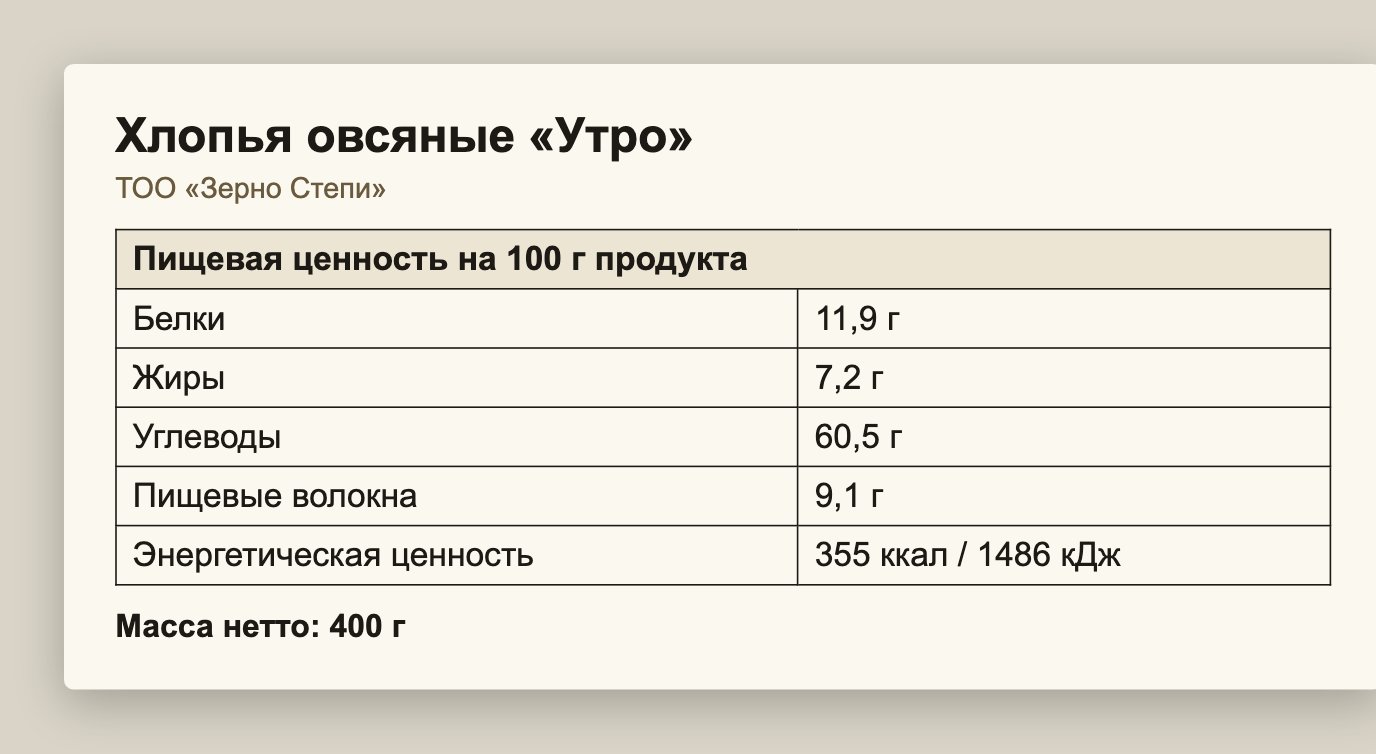 Хлопья овсяные «Утро»
ТОО «Зерно Степи»
Пищевая ценность на 100 г продукта
Белки 11,9 г
Жиры 7,2 г
Углеводы 60,5 г
Пищевые волокна 9,1 г
Энергетическая ценность 355 ккал / 1486 кДж
Масса нетто: 400 г